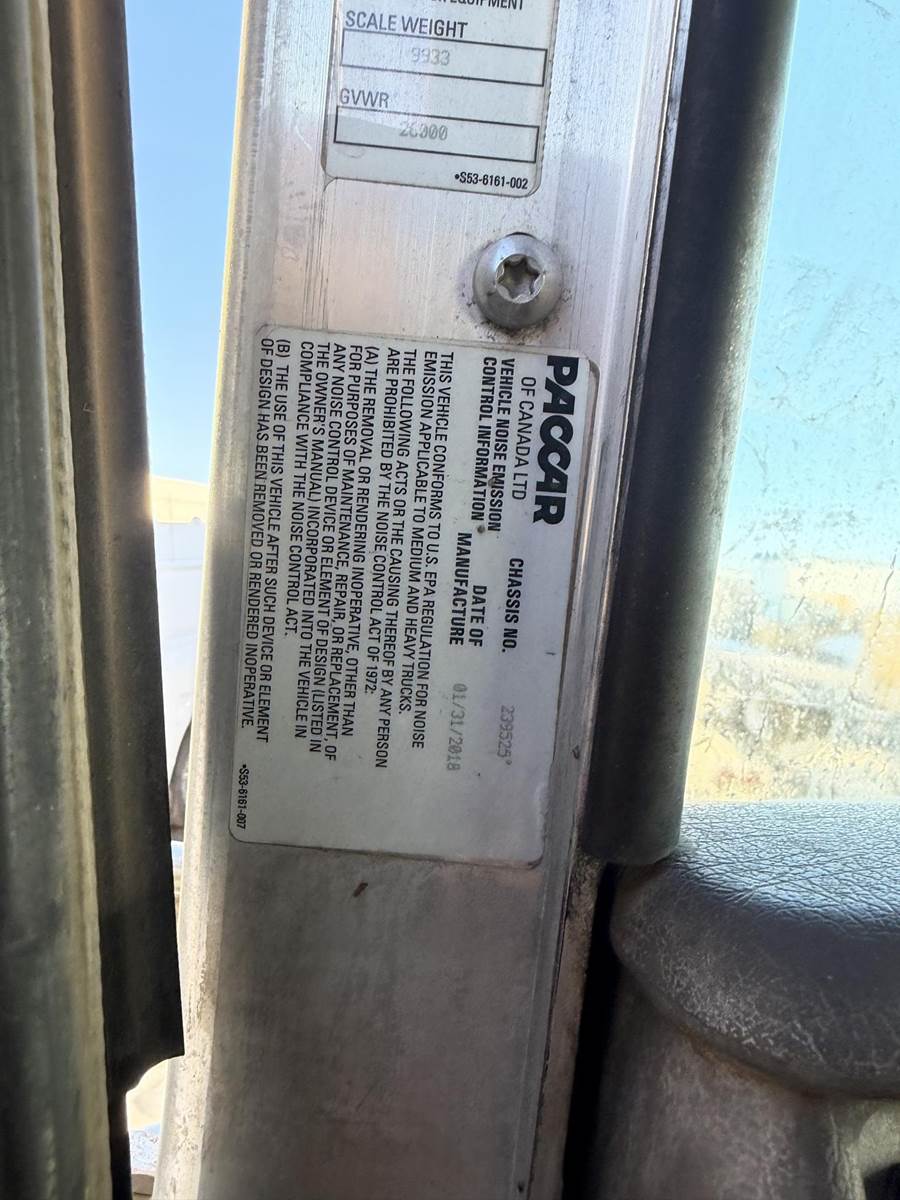 EQUIPMENT
SCALE WEIGHT
9933
GVWR
26000
•S53-6161-002
PACCAR
OF CANADA LTD
CHASSIS NO. 239525*
VEHICLE NOISE EMISSION
CONTROL INFORMATION
DATE OF
MANUFACTURE 01/31/2018
THIS VEHICLE CONFORMS TO U.S. EPA REGULATION FOR NOISE
EMISSION APPLICABLE TO MEDIUM AND HEAVY TRUCKS.
THE FOLLOWING ACTS OR THE CAUSING THEREOF BY ANY PERSON
ARE PROHIBITED BY THE NOISE CONTROL ACT OF 1972:
(A) THE REMOVAL OR RENDERING INOPERATIVE, OTHER THAN
FOR PURPOSES OF MAINTENANCE, REPAIR, OR REPLACEMENT, OF
ANY NOISE CONTROL DEVICE OR ELEMENT OF DESIGN (LISTED IN
THE OWNER'S MANUAL) INCORPORATED INTO THE VEHICLE IN
COMPLIANCE WITH THE NOISE CONTROL ACT.
(B) THE USE OF THIS VEHICLE AFTER SUCH DEVICE OR ELEMENT
OF DESIGN HAS BEEN REMOVED OR RENDERED INOPERATIVE.
•S53-6161-007